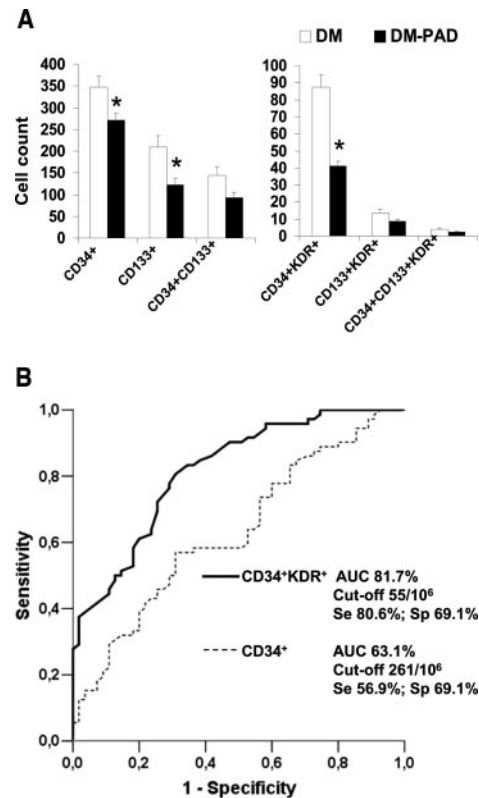 A
DM
DM-PAD
Cell count
400
350
300
250
200
150
100
50
0
*
*
CD34+
CD133+
CD34+CD133+
100
90
80
70
60
50
40
30
20
10
0
*
CD34+KDR+
CD133+KDR+
CD34+CD133+KDR+
B
Sensitivity
1,0
0,8
0,6
0,4
0,2
0,0
CD34⁺KDR⁺ AUC 81.7%
Cut-off 55/10⁶
Se 80.6%; Sp 69.1%
CD34⁺ AUC 63.1%
Cut-off 261/10⁶
Se 56.9%; Sp 69.1%
0,0 0,2 0,4 0,6 0,8 1,0
1 - Specificity